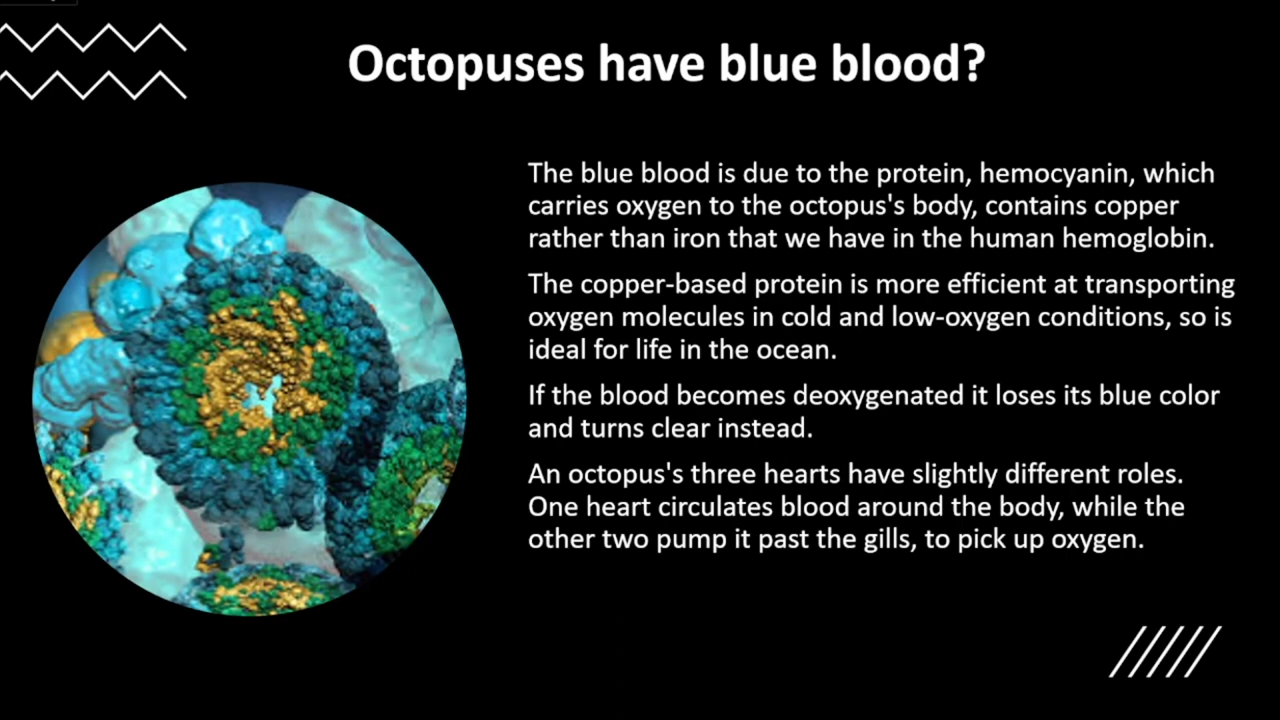 Octopuses have blue blood?
The blue blood is due to the protein, hemocyanin, which
carries oxygen to the octopus's body, contains copper
rather than iron that we have in the human hemoglobin.
The copper-based protein is more efficient at transporting
oxygen molecules in cold and low-oxygen conditions, so is
ideal for life in the ocean.
If the blood becomes deoxygenated it loses its blue color
and turns clear instead.
An octopus's three hearts have slightly different roles.
One heart circulates blood around the body, while the
other two pump it past the gills, to pick up oxygen.